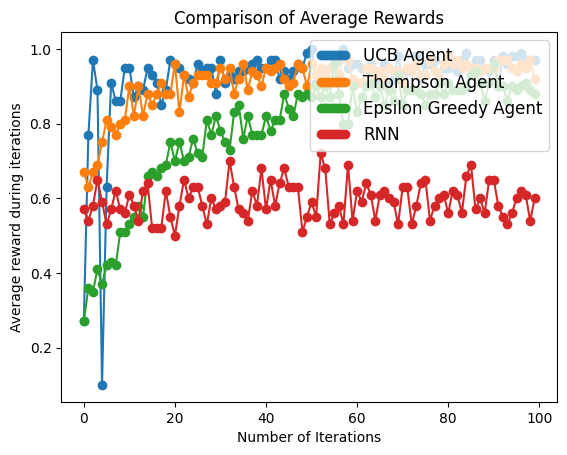 Comparison of Average Rewards
UCB Agent
Thompson Agent
Epsilon Greedy Agent
RNN
Average reward during iterations
1.0
0.8
0.6
0.4
0.2
0 20 40 60 80 100
Number of Iterations